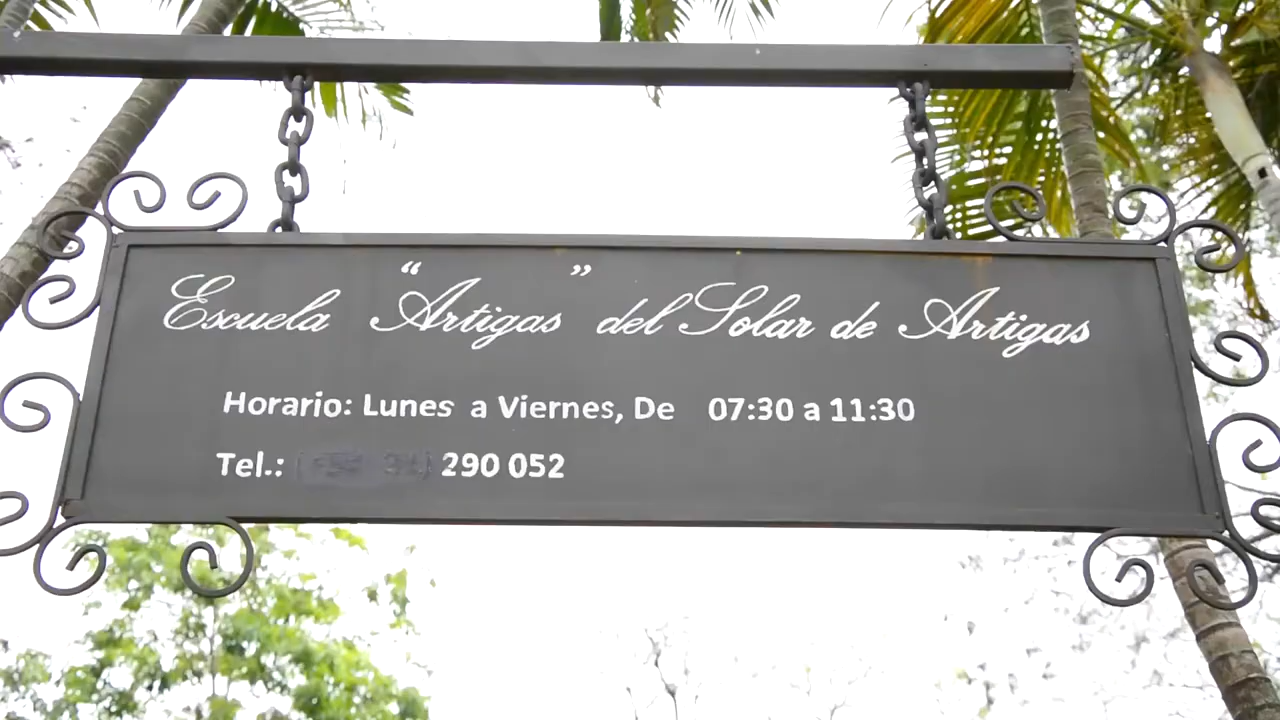 Escuela “Artigas” del Solar de Artigas
Horario: Lunes a Viernes, De 07:30 a 11:30
Tel.: 290 052